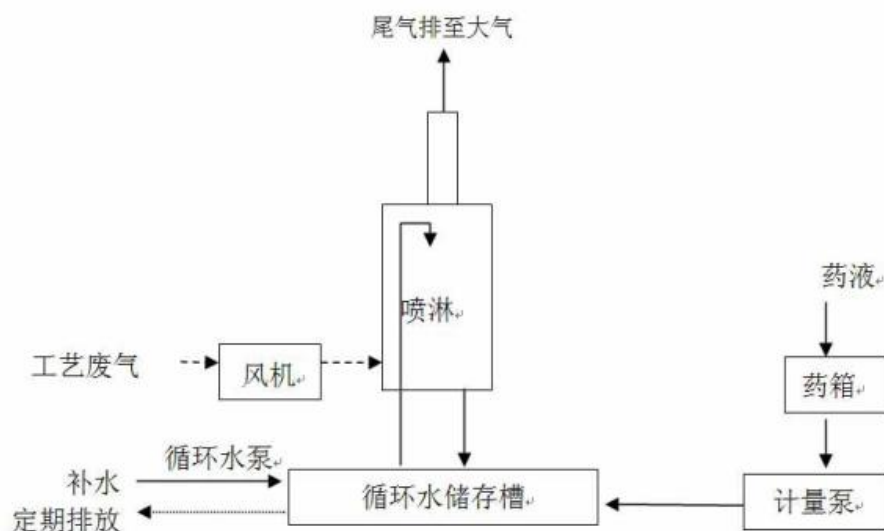 尾气排至大气
喷淋
药液
工艺废气
风机
药箱
循环水泵
补水
循环水储存槽
计量泵
定期排放